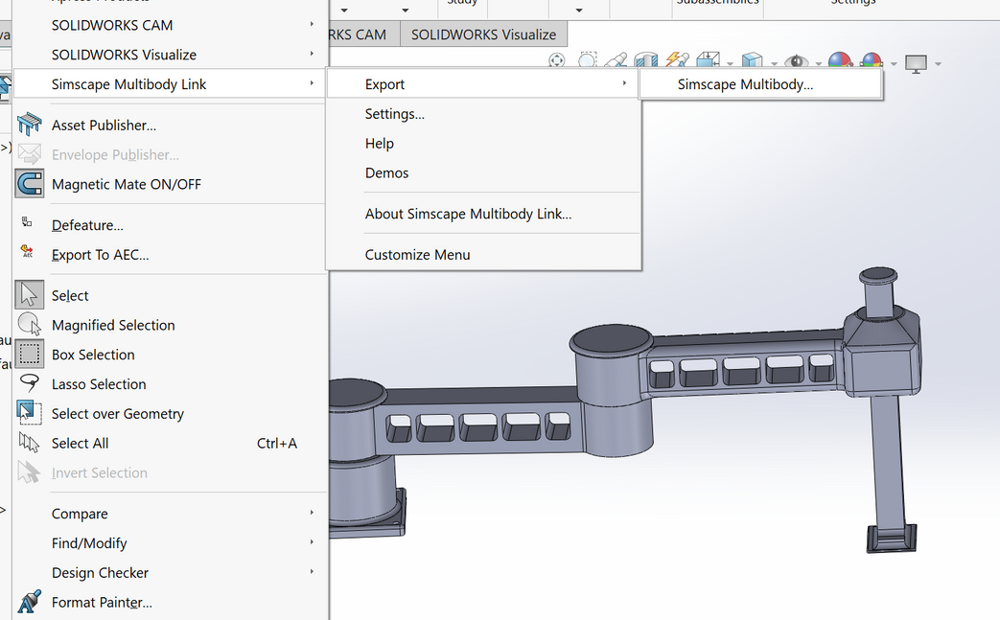 Study
Subassemblies
Settings
Xpress Products
SOLIDWORKS CAM
RKS CAM
SOLIDWORKS Visualize
SOLIDWORKS Visualize
Simscape Multibody Link
Export
Simscape Multibody...
Settings...
Help
Demos
About Simscape Multibody Link...
Customize Menu
Asset Publisher...
Envelope Publisher...
Magnetic Mate ON/OFF
Defeature...
AEC
Export To AEC...
Select
Magnified Selection
Box Selection
Lasso Selection
Select over Geometry
Select All Ctrl+A
Invert Selection
Compare
Find/Modify
Design Checker
Format Painter...